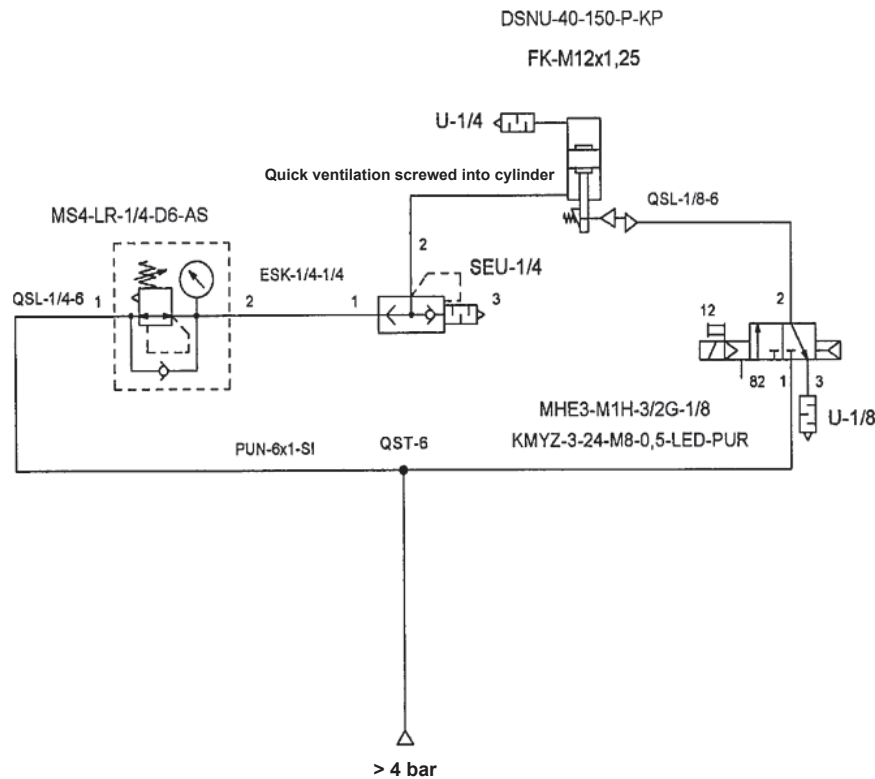 DSNU-40-150-P-KP
FK-M12x1,25
U-1/4
Quick ventilation screwed into cylinder
QSL-1/8-6
MS4-LR-1/4-D6-AS
2
SEU-1/4
ESK-1/4-1/4
QSL-1/4-6
1
2
1
3
2
12
82
1
3
MHE3-M1H-3/2G-1/8
U-1/8
PUN-6x1-SI
QST-6
KMYZ-3-24-M8-0,5-LED-PUR
> 4 bar